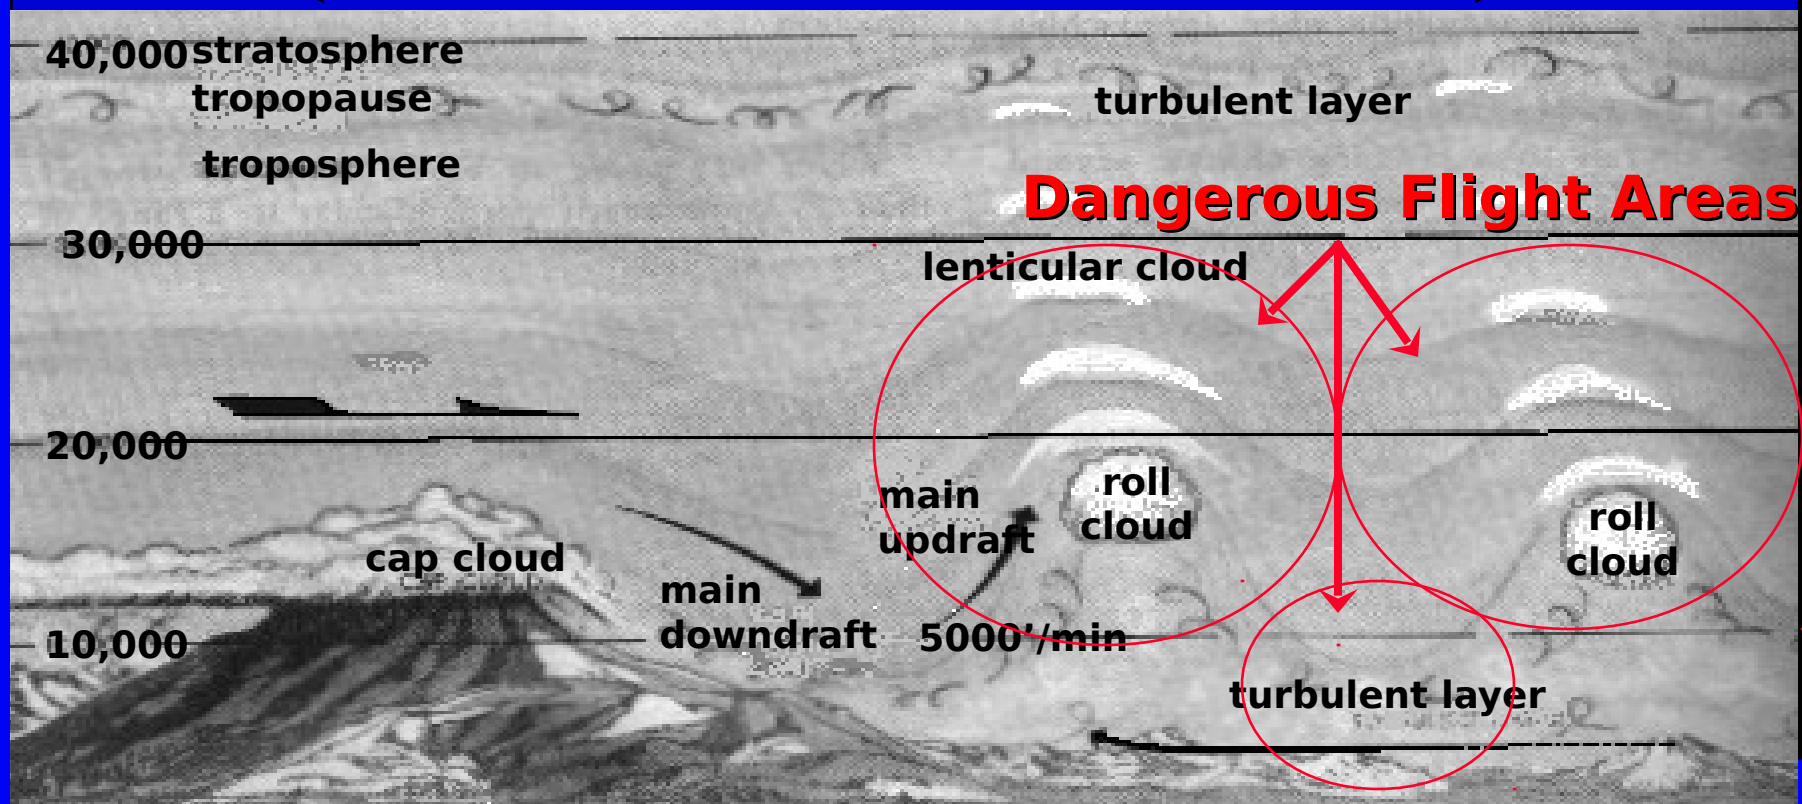 40,000 stratosphere
tropopause
turbulent layer
troposphere
Dangerous Flight Areas
30,000
lenticular cloud
20,000
main
updraft
roll
cloud
roll
cloud
cap cloud
main
downdraft
5000’/min
10,000
turbulent layer